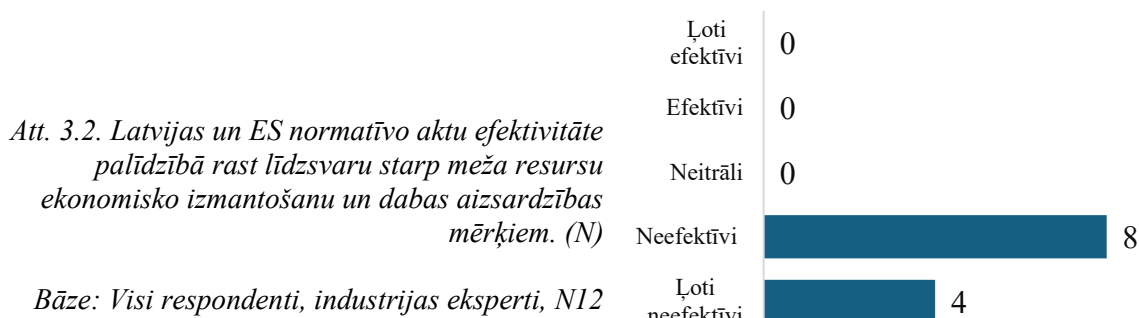 Att. 3.2. Latvijas un ES normatīvo aktu efektivitāte
palīdzībā rast līdzsvaru starp meža resursu
ekonomisko izmantošanu un dabas aizsardzības
mērķiem. (N)
Bāze: Visi respondenti, industrijas eksperti, N12
Ļoti
efektīvi
0
Efektīvi
0
Neitrāli
0
Neefektīvi
8
Ļoti
neefektīvi
4